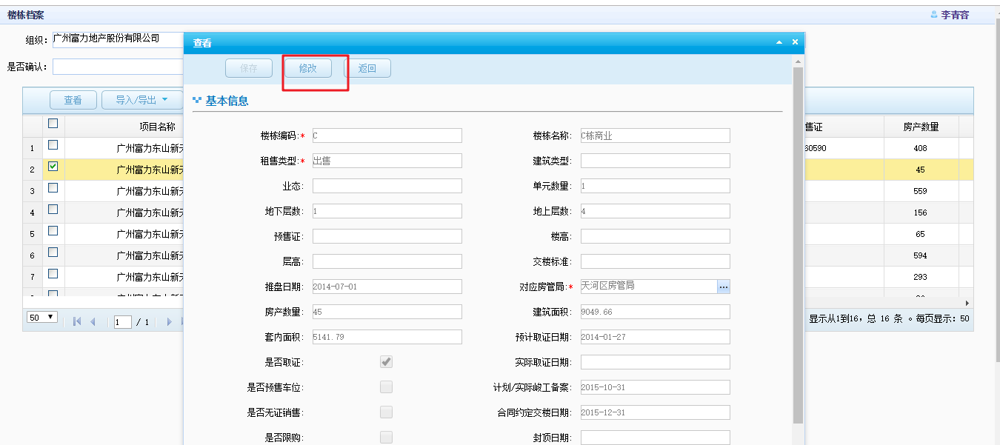 楼栋档案
李青容
组织：
广州富力地产股份有限公司
是否确认：
查看
导入/导出
项目名称
售证
房产数量
1
广州富力东山新天
60590
408
2
广州富力东山新天
45
3
广州富力东山新天
559
4
广州富力东山新天
156
5
广州富力东山新天
65
6
广州富力东山新天
594
7
广州富力东山新天
293
50
1
/ 1
显示从1到16，总 16 条 。每页显示：50
查看
保存
修改
返回
基本信息
楼栋编码:*
C
楼栋名称:
C栋商业
租售类型:*
出售
建筑类型:
业态:
单元数量:
1
地下层数:
1
地上层数:
4
预售证:
楼高:
层高:
交楼标准:
推盘日期:
2014-07-01
对应房管局:*
天河区房管局
...
房产数量:
45
建筑面积:
9049.66
套内面积:
5141.79
预计取证日期:
2014-01-27
是否取证:
实际取证日期:
是否预售车位:
计划/实际峻工备案:
2015-10-31
是否无证销售:
合同约定交楼日期:
2015-12-31
是否限购:
封顶日期: